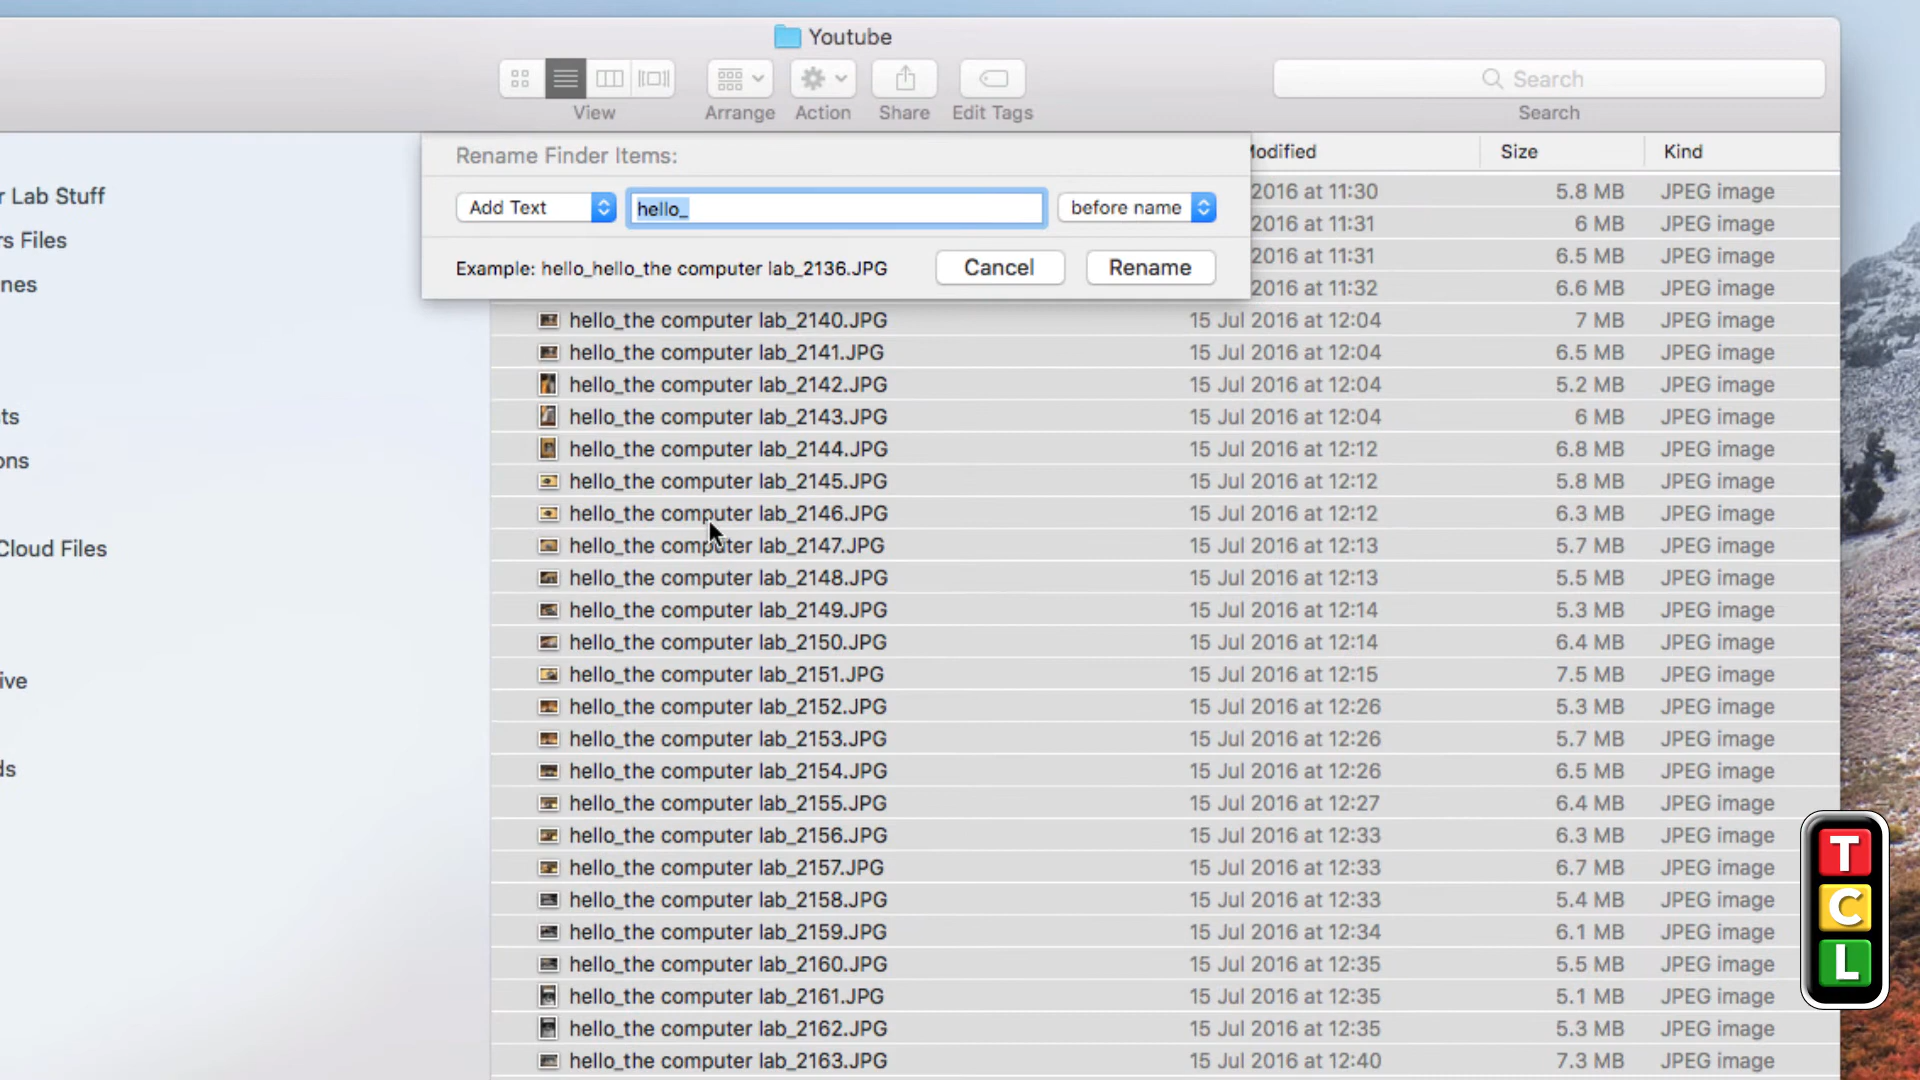 Youtube
View
Arrange
Action
Share
Edit Tags
Search
Search
Rename Finder Items:
Add Text
hello_
before name
Example: hello_hello_the computer lab_2136.JPG
Cancel
Rename
r Lab Stuff
rs Files
nes
ts
ons
Cloud Files
ive
ds
Modified Size Kind
2016 at 11:30 5.8 MB JPEG image
2016 at 11:31 6 MB JPEG image
2016 at 11:31 6.5 MB JPEG image
2016 at 11:32 6.6 MB JPEG image
hello_the computer lab_2140.JPG 15 Jul 2016 at 12:04 7 MB JPEG image
hello_the computer lab_2141.JPG 15 Jul 2016 at 12:04 6.5 MB JPEG image
hello_the computer lab_2142.JPG 15 Jul 2016 at 12:04 5.2 MB JPEG image
hello_the computer lab_2143.JPG 15 Jul 2016 at 12:04 6 MB JPEG image
hello_the computer lab_2144.JPG 15 Jul 2016 at 12:12 6.8 MB JPEG image
hello_the computer lab_2145.JPG 15 Jul 2016 at 12:12 5.8 MB JPEG image
hello_the computer lab_2146.JPG 15 Jul 2016 at 12:12 6.3 MB JPEG image
hello_the computer lab_2147.JPG 15 Jul 2016 at 12:13 5.7 MB JPEG image
hello_the computer lab_2148.JPG 15 Jul 2016 at 12:13 5.5 MB JPEG image
hello_the computer lab_2149.JPG 15 Jul 2016 at 12:14 5.3 MB JPEG image
hello_the computer lab_2150.JPG 15 Jul 2016 at 12:14 6.4 MB JPEG image
hello_the computer lab_2151.JPG 15 Jul 2016 at 12:15 7.5 MB JPEG image
hello_the computer lab_2152.JPG 15 Jul 2016 at 12:26 5.3 MB JPEG image
hello_the computer lab_2153.JPG 15 Jul 2016 at 12:26 5.7 MB JPEG image
hello_the computer lab_2154.JPG 15 Jul 2016 at 12:26 6.5 MB JPEG image
hello_the computer lab_2155.JPG 15 Jul 2016 at 12:27 6.4 MB JPEG image
hello_the computer lab_2156.JPG 15 Jul 2016 at 12:33 6.3 MB JPEG image
hello_the computer lab_2157.JPG 15 Jul 2016 at 12:33 6.7 MB JPEG image
hello_the computer lab_2158.JPG 15 Jul 2016 at 12:33 5.4 MB JPEG image
hello_the computer lab_2159.JPG 15 Jul 2016 at 12:34 6.1 MB JPEG image
hello_the computer lab_2160.JPG 15 Jul 2016 at 12:35 5.5 MB JPEG image
hello_the computer lab_2161.JPG 15 Jul 2016 at 12:35 5.1 MB JPEG image
hello_the computer lab_2162.JPG 15 Jul 2016 at 12:35 5.3 MB JPEG image
hello_the computer lab_2163.JPG 15 Jul 2016 at 12:40 7.3 MB JPEG image
T
C
L